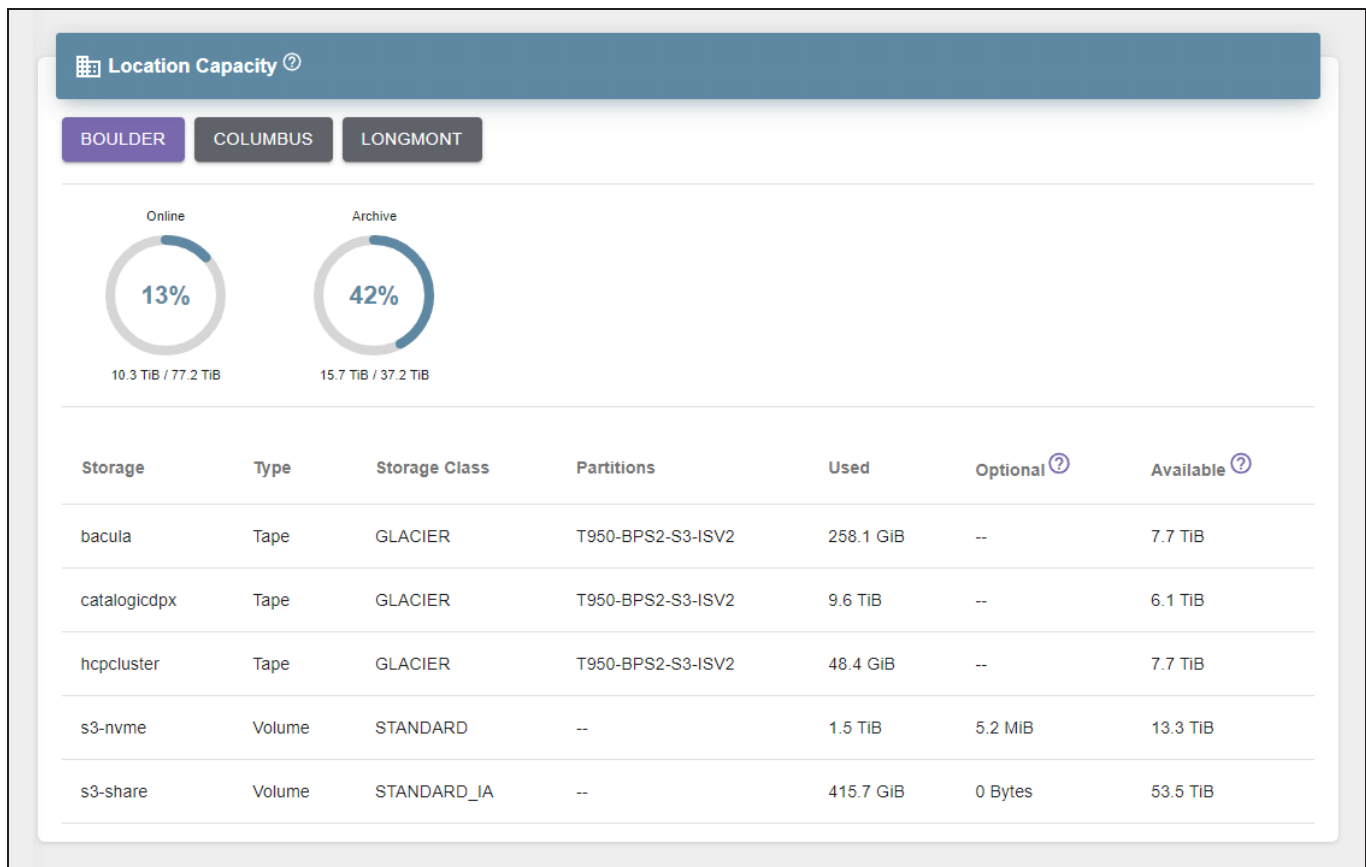 Location Capacity
BOULDER COLUMBUS LONGMONT
Online Archive
13% 42%
10.3 TiB / 77.2 TiB 15.7 TiB / 37.2 TiB
Storage Type Storage Class Partitions Used Optional ? Available ?
bacula Tape GLACIER T950-BPS2-S3-ISV2 258.1 GiB -- 7.7 TiB
catalogicdpx Tape GLACIER T950-BPS2-S3-ISV2 9.6 TiB -- 6.1 TiB
hcpcluster Tape GLACIER T950-BPS2-S3-ISV2 48.4 GiB -- 7.7 TiB
s3-nvme Volume STANDARD -- 1.5 TiB 5.2 MiB 13.3 TiB
s3-share Volume STANDARD_IA -- 415.7 GiB 0 Bytes 53.5 TiB